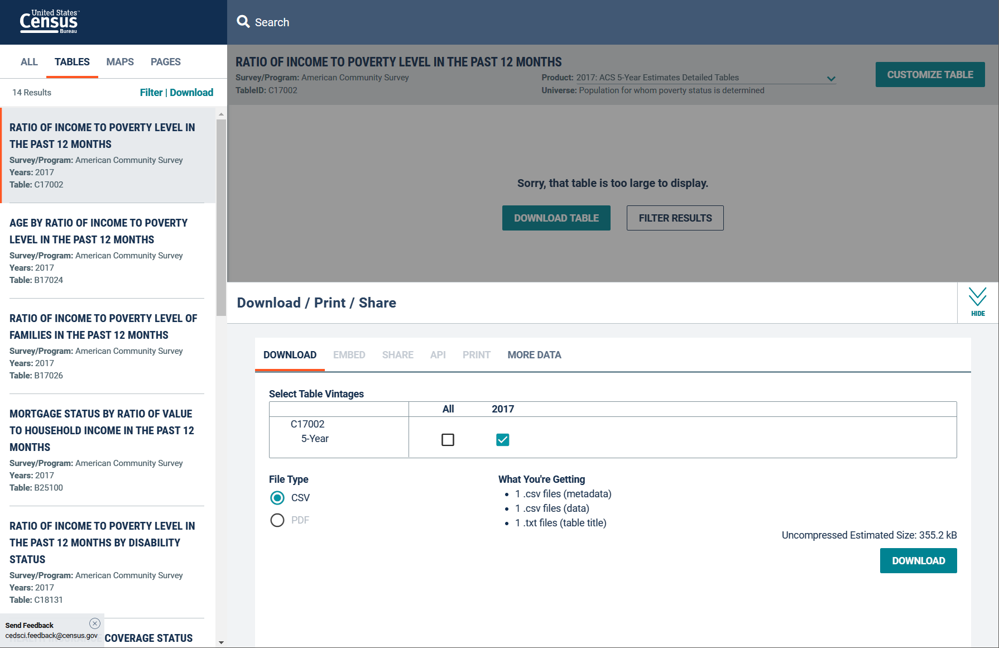 United States™
Census
Bureau
Search
ALL TABLES MAPS PAGES
14 Results Filter | Download
RATIO OF INCOME TO POVERTY LEVEL IN
THE PAST 12 MONTHS
Survey/Program: American Community Survey
Years: 2017
Table: C17002
AGE BY RATIO OF INCOME TO POVERTY
LEVEL IN THE PAST 12 MONTHS
Survey/Program: American Community Survey
Years: 2017
Table: B17024
RATIO OF INCOME TO POVERTY LEVEL OF
FAMILIES IN THE PAST 12 MONTHS
Survey/Program: American Community Survey
Years: 2017
Table: B17026
MORTGAGE STATUS BY RATIO OF VALUE
TO HOUSEHOLD INCOME IN THE PAST 12
MONTHS
Survey/Program: American Community Survey
Years: 2017
Table: B25100
RATIO OF INCOME TO POVERTY LEVEL IN
THE PAST 12 MONTHS BY DISABILITY
STATUS
Survey/Program: American Community Survey
Years: 2017
Table: C18131
COVERAGE STATUS
Send Feedback
cedsci.feedback@census.gov
RATIO OF INCOME TO POVERTY LEVEL IN THE PAST 12 MONTHS
Survey/Program: American Community Survey
TableID: C17002
Product: 2017: ACS 5-Year Estimates Detailed Tables
Universe: Population for whom poverty status is determined
CUSTOMIZE TABLE
Sorry, that table is too large to display.
DOWNLOAD TABLE FILTER RESULTS
Download / Print / Share
HIDE
DOWNLOAD EMBED SHARE API PRINT MORE DATA
Select Table Vintages
All 2017
C17002
5-Year
File Type
CSV
PDF
What You're Getting
• 1 .csv files (metadata)
• 1 .csv files (data)
• 1 .txt files (table title)
Uncompressed Estimated Size: 355.2 kB
DOWNLOAD